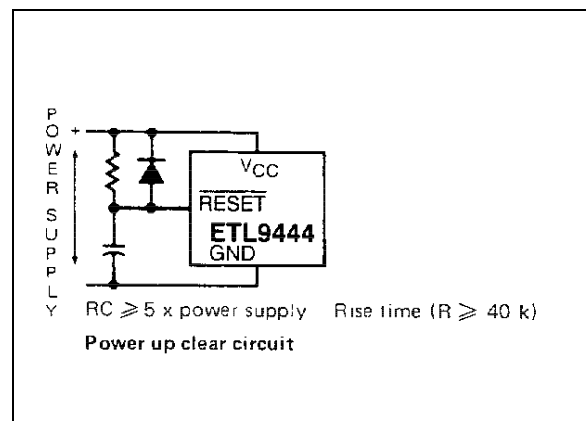 POWER SUPPLY
+
VCC
RESET
ETL9444
GND
RC ⩾ 5 x power supply Rise time (R ⩾ 40 k)
Power up clear circuit